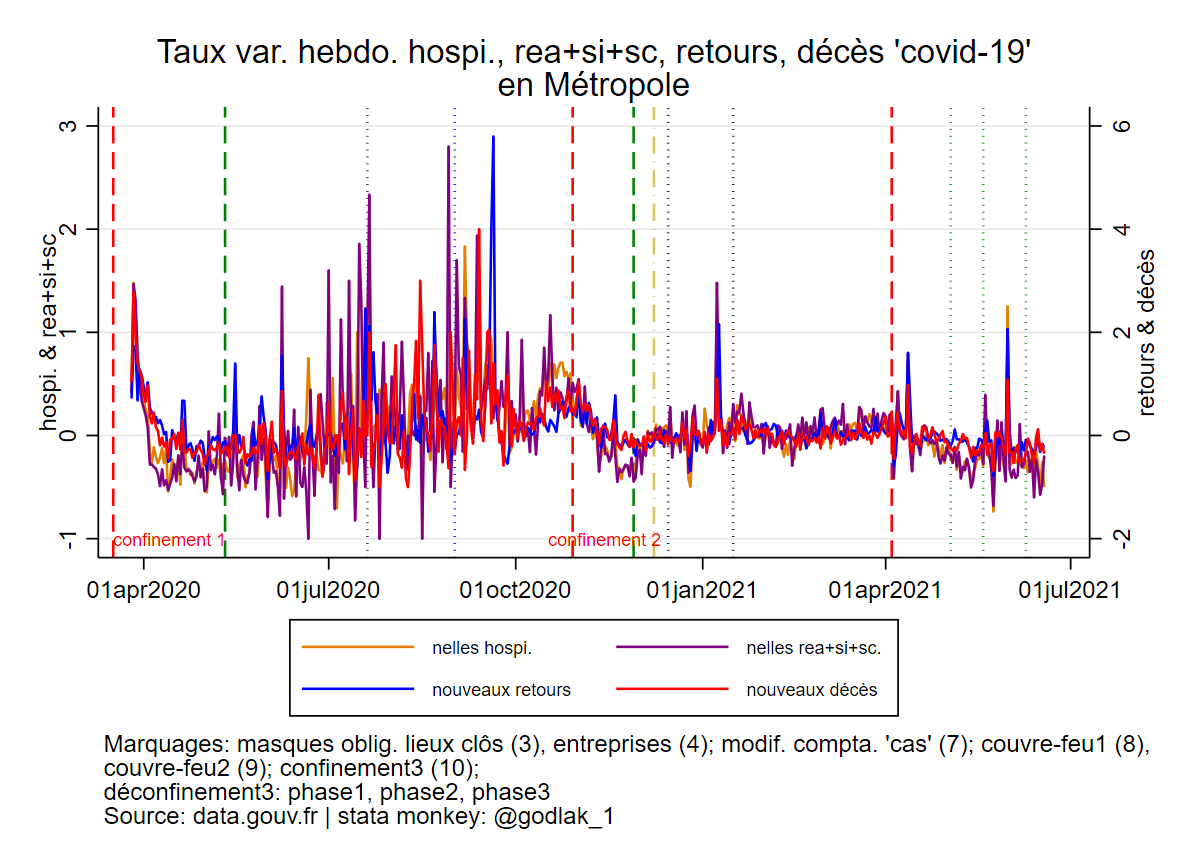 Taux var. hebdo. hospi., rea+si+sc, retours, décès 'covid-19'
en Métropole
hospi. & rea+si+sc
3
2
1
0
-1
retours & décès
6
4
2
0
-2
confinement 1
confinement 2
01apr2020
01jul2020
01oct2020
01jan2021
01apr2021
01jul2021
nelles hospi.
nelles rea+si+sc.
nouveaux retours
nouveaux décès
Marquages: masques oblig. lieux clôs (3), entreprises (4); modif. compta. 'cas' (7); couvre-feu1 (8),
couvre-feu2 (9); confinement3 (10);
déconfinement3: phase1, phase2, phase3
Source: data.gouv.fr | stata monkey: @godlak_1